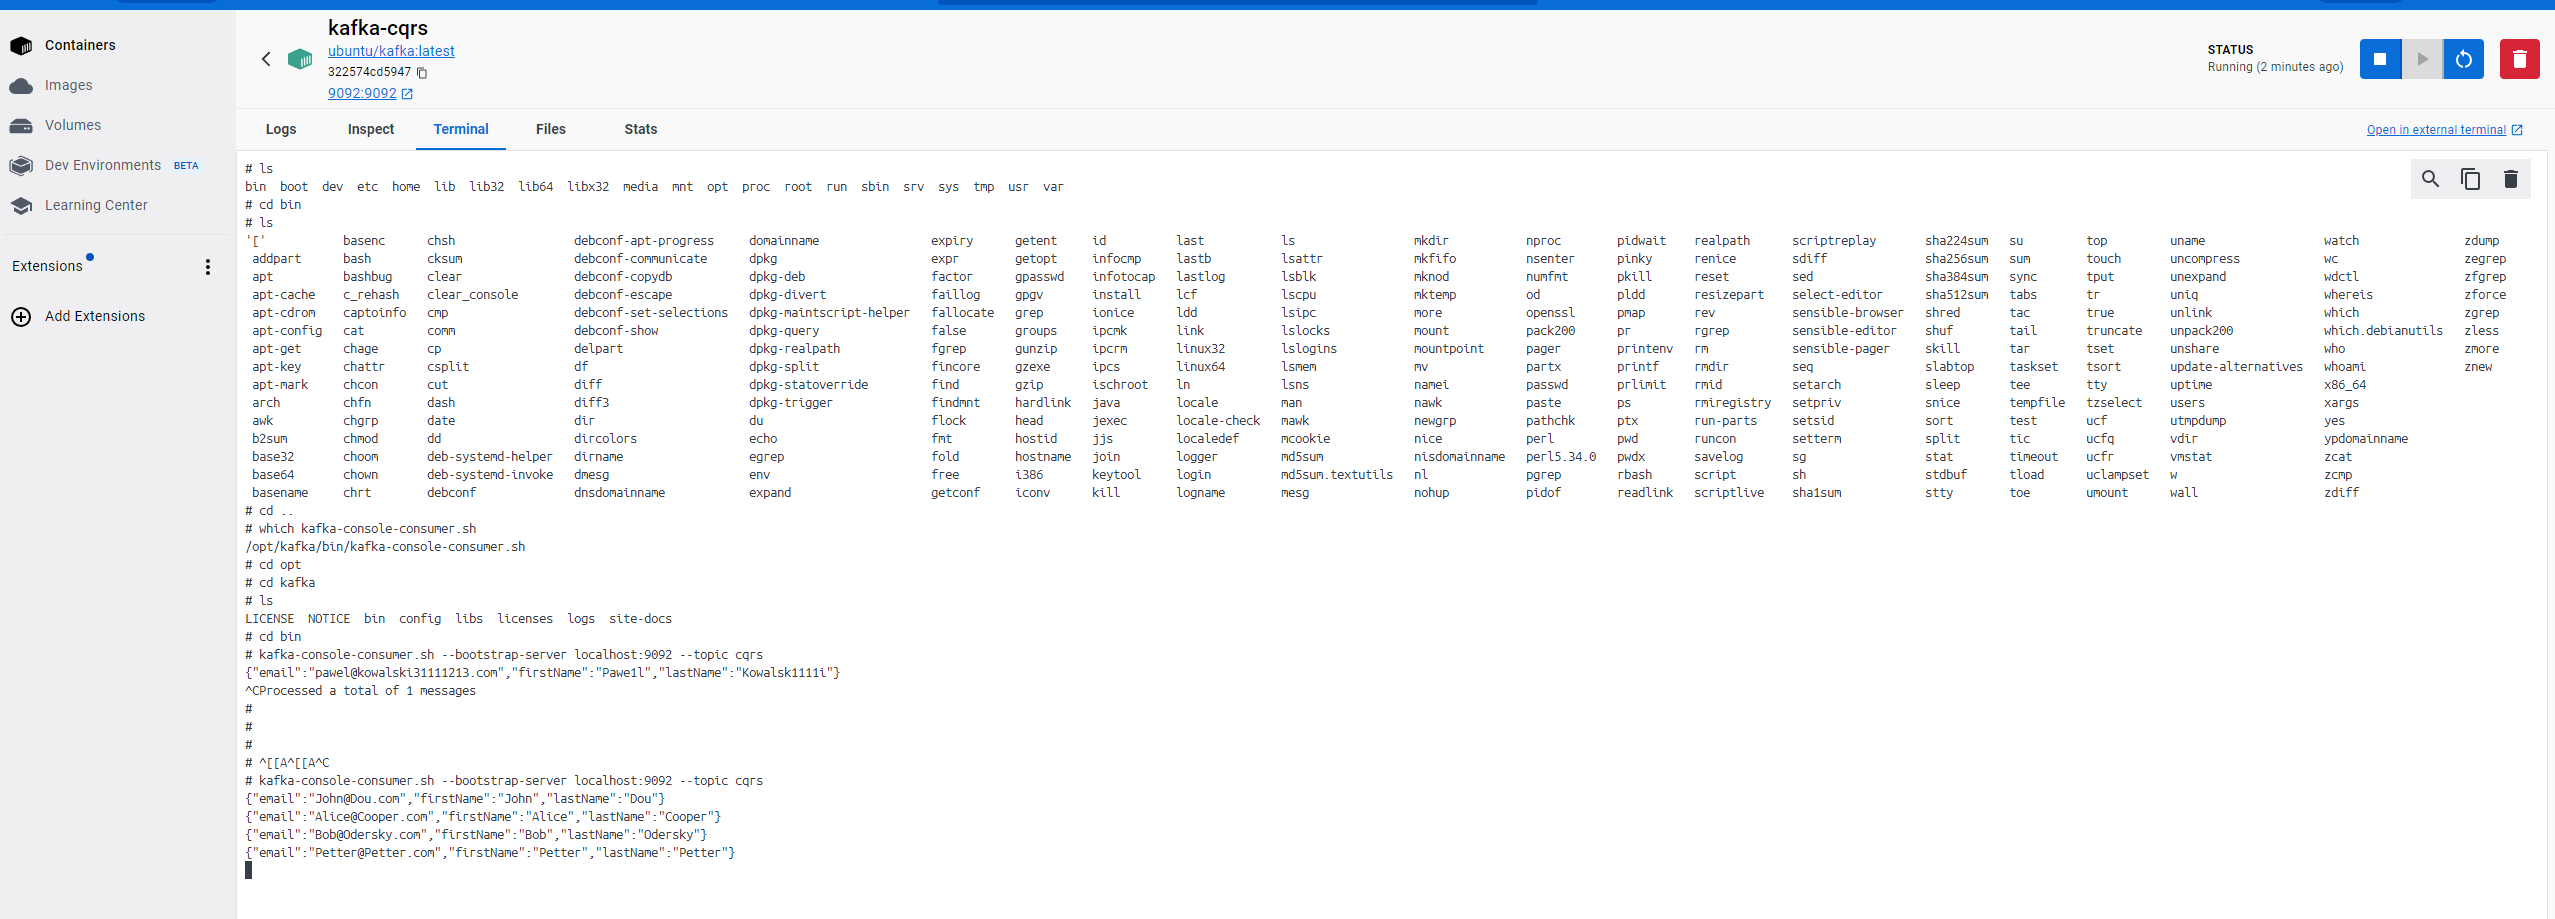 kafka-cqrs
ubuntu/kafka:latest
322574cd5947
9092:9092
STATUS
Running (2 minutes ago)
Containers
Images
Volumes
Dev Environments BETA
Learning Center
Extensions
Add Extensions
Logs Inspect Terminal Files Stats
Open in external terminal
# ls
bin boot dev etc home lib lib32 lib64 libx32 media mnt opt proc root run sbin srv sys tmp usr var
# cd bin
# ls
'[' basenc chsh debconf-apt-progress domainname expiry getent id last ls mkdir nproc pidwait realpath scriptreplay sha224sum su top uname watch zdump
addpart bash cksum debconf-communicate dpkg expr getopt infocmp lastb lsattr mkfifo nsenter pinky renice sdiff sha256sum sum touch uncompress wc zegrep
apt bashbug clear debconf-copydb dpkg-deb factor gpasswd infotocap lastlog lsblk mknod numfmt pkill reset sed sha384sum sync tput unexpand wdctl zfgrep
apt-cache c_rehash clear_console debconf-escape dpkg-divert faillog gpgv install lcf lscpu mktemp od pldd resizepart select-editor sha512sum tabs tr uniq whereis zforce
apt-cdrom captoinfo cmp debconf-set-selections dpkg-maintscript-helper fallocate grep ionice ldd lsipc more openssl pmap rev sensible-browser shred tac true unlink which zgrep
apt-config cat comm debconf-show dpkg-query false groups ipcmk link lslocks mount pack200 pr rgrep sensible-editor shuf tail truncate unpack200 which.debianutils zless
apt-get chage cp delpart dpkg-realpath fgrep gunzip ipcrm linux32 lslogins mountpoint pager printenv rm sensible-pager skill tar tset unshare who zmore
apt-key chattr csplit df dpkg-split fincore gzexe ipcs linux64 lsmem mv partx printf rmdir seq slabtop taskset tsort update-alternatives whoami znew
apt-mark chcon cut diff dpkg-statoverride find gzip ischroot ln lsns namei passwd prlimit rmid setarch sleep tee tty uptime x86_64
arch chfn dash diff3 dpkg-trigger findmnt hardlink java locale man nawk paste ps rmiregistry setpriv snice tempfile tzselect users xargs
awk chgrp date dir du flock head jexec locale-check mawk newgrp pathchk ptx run-parts setsid sort test ucf utmpdump yes
b2sum chmod dd dircolors echo fmt hostid jjs localedef mcookie nice perl pwd runcon setterm split tic ucfq vdir ypdomainname
base32 choom deb-systemd-helper dirname egrep fold hostname join logger md5sum nisdomainname perl5.34.0 pwdx savelog sg stat timeout ucfr vmstat zcat
base64 chown deb-systemd-invoke dmesg env free i386 keytool login md5sum.textutils nl pgrep rbash script sh stdbuf tload uclampset w zcmp
basename chrt debconf dnsdomainname expand getconf iconv kill logname mesg nohup pidof readlink scriptlive sha1sum stty toe umount wall zdiff
# cd ..
# which kafka-console-consumer.sh
/opt/kafka/bin/kafka-console-consumer.sh
# cd opt
# cd kafka
# ls
LICENSE NOTICE bin config libs licenses logs site-docs
# cd bin
# kafka-console-consumer.sh --bootstrap-server localhost:9092 --topic cqrs
{"email":"pawel@kowalski31111213.com","firstName":"Pawe1l","lastName":"Kowalsk1111i"}
^CProcessed a total of 1 messages
#
#
#
# ^[[A^[[A^C
# kafka-console-consumer.sh --bootstrap-server localhost:9092 --topic cqrs
{"email":"John@Dou.com","firstName":"John","lastName":"Dou"}
{"email":"Alice@Cooper.com","firstName":"Alice","lastName":"Cooper"}
{"email":"Bob@Odersky.com","firstName":"Bob","lastName":"Odersky"}
{"email":"Petter@Petter.com","firstName":"Petter","lastName":"Petter"}